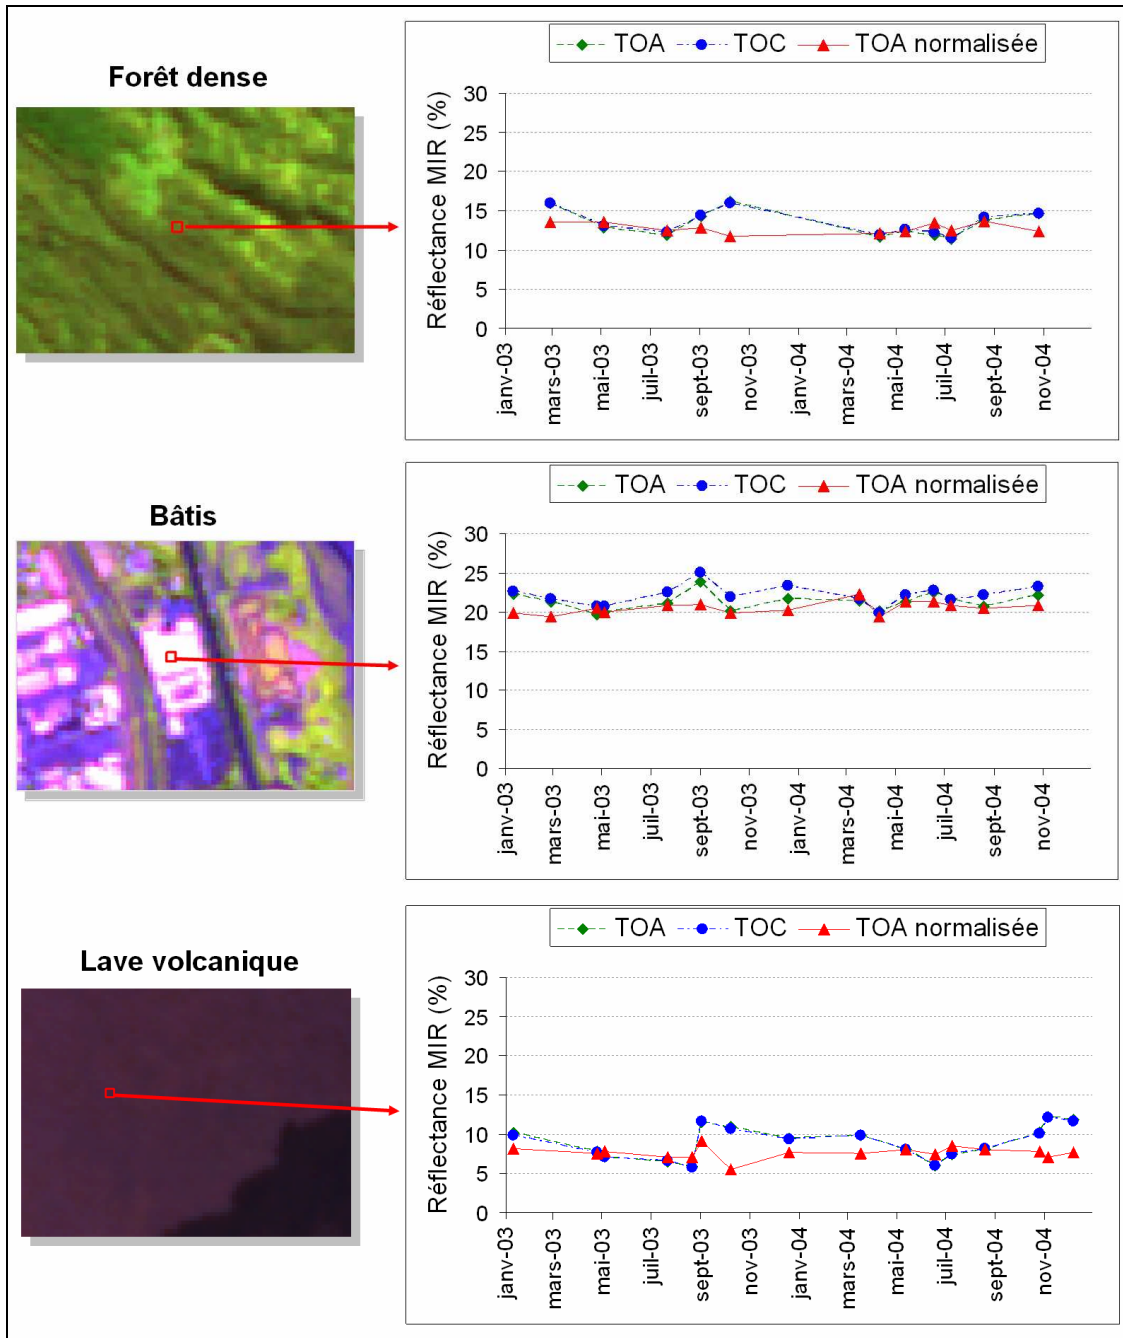 TOA TOC TOA normalisée
Forêt dense
Réflectance MIR (%)
30
25
20
15
10
5
0
janv-03
mars-03
mai-03
juil-03
sept-03
nov-03
janv-04
mars-04
mai-04
juil-04
sept-04
nov-04
TOA TOC TOA normalisée
Bâtis
Réflectance MIR (%)
30
25
20
15
10
5
0
janv-03
mars-03
mai-03
juil-03
sept-03
nov-03
janv-04
mars-04
mai-04
juil-04
sept-04
nov-04
TOA TOC TOA normalisée
Lave volcanique
Réflectance MIR (%)
30
25
20
15
10
5
0
janv-03
mars-03
mai-03
juil-03
sept-03
nov-03
janv-04
mars-04
mai-04
juil-04
sept-04
nov-04